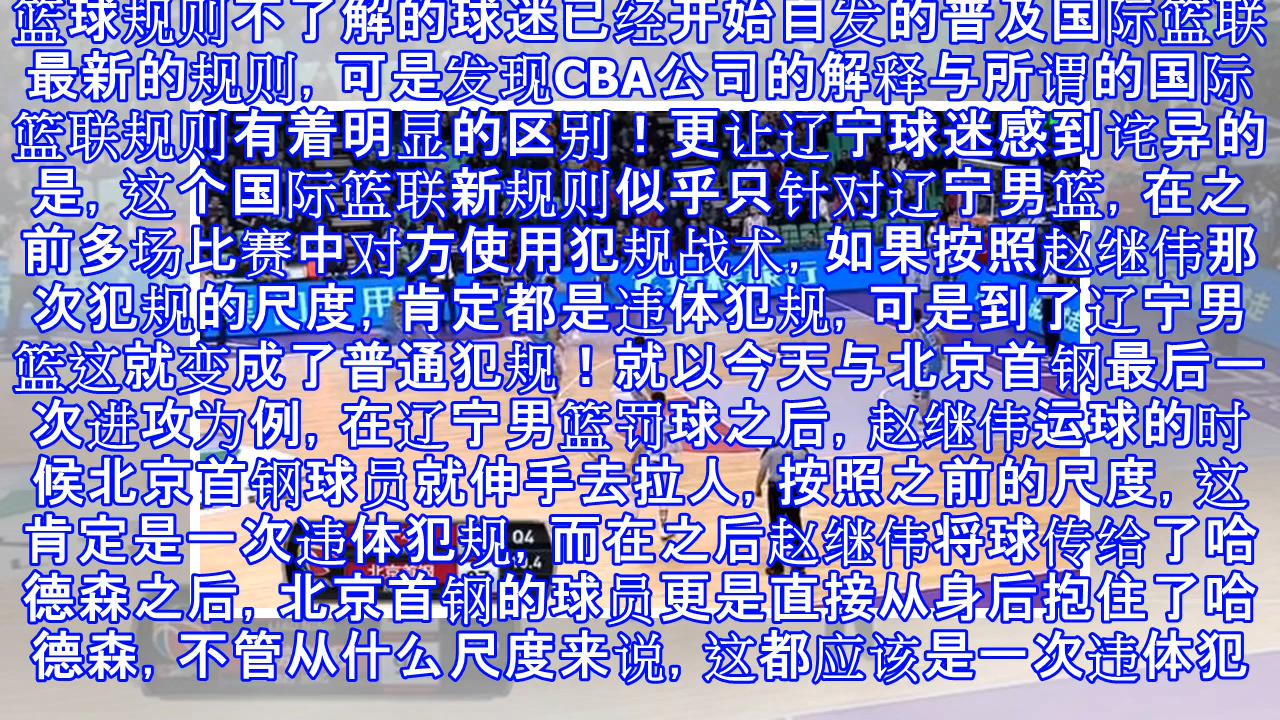 篮球规则不了解的球迷已经开始自发的普及国际篮联
最新的规则, 可是发现CBA公司的解释与所谓的国际
篮联规则有着明显的区别！更让辽宁球迷感到诧异的
是, 这个国际篮联新规则似乎只针对辽宁男篮, 在之
前多场比赛中对方使用犯规战术, 如果按照赵继伟那
次犯规的尺度, 肯定都是违体犯规, 可是到了辽宁男
篮这就变成了普通犯规！就以今天与北京首钢最后一
次进攻为例, 在辽宁男篮罚球之后, 赵继伟运球的时
候北京首钢球员就伸手去拉人, 按照之前的尺度, 这
肯定是一次违体犯规, 而在之后赵继伟将球传给了哈
德森之后, 北京首钢的球员更是直接从身后抱住了哈
德森, 不管从什么尺度来说, 这都应该是一次违体犯
Q4
北京首钢